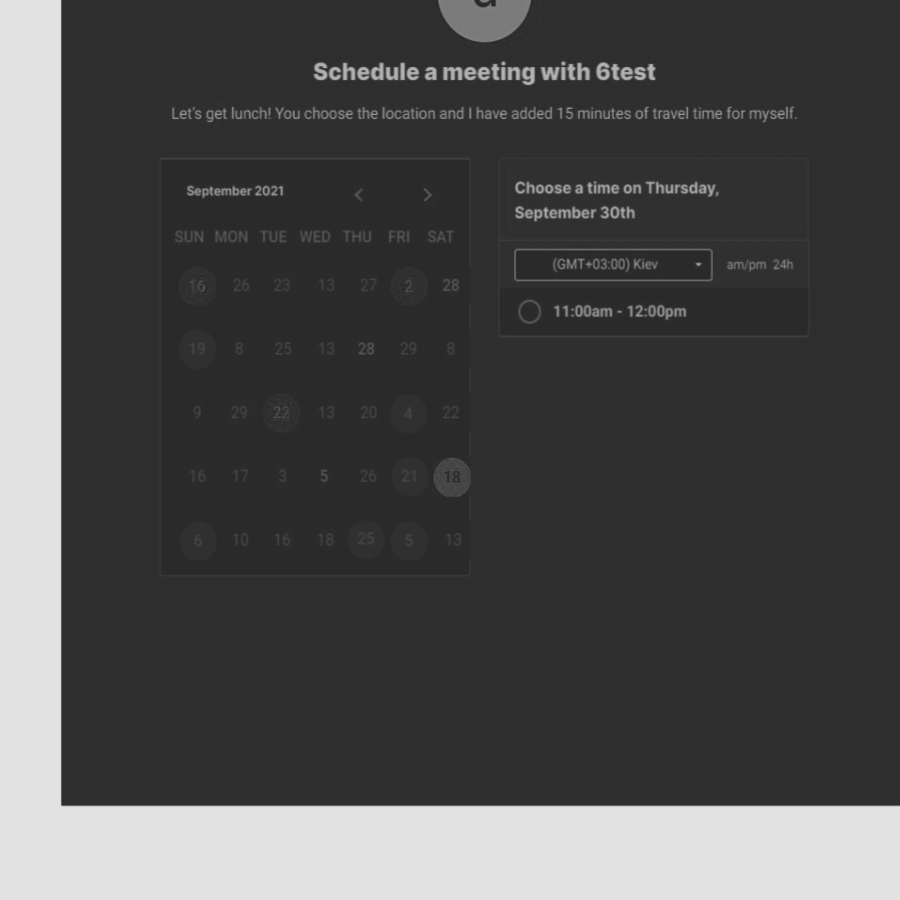 Schedule a meeting with 6test
Let's get lunch! You choose the location and I have added 15 minutes of travel time for myself.
September 2021
SUN MON TUE WED THU FRI SAT
16 26 23 13 27 2 28
19 8 25 13 28 29 8
9 29 22 13 20 4 22
16 17 3 5 26 21 18
6 10 16 18 25 5 13
Choose a time on Thursday,
September 30th
(GMT+03:00) Kiev am/pm 24h
11:00am - 12:00pm